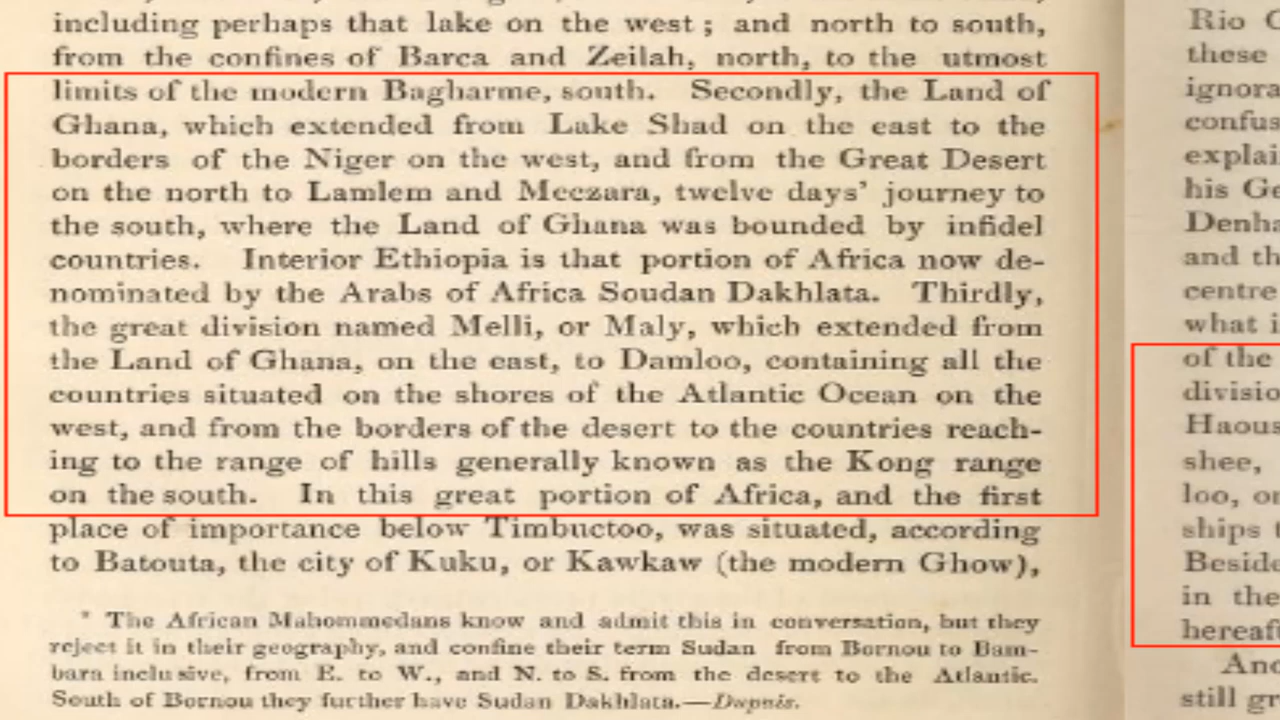 including perhaps that lake on the west; and north to south,
from the confines of Barca and Zeilah, north, to the utmost
limits of the modern Bagharme, south. Secondly, the Land of
Ghana, which extended from Lake Shad on the east to the
borders of the Niger on the west, and from the Great Desert
on the north to Lamlem and Meczara, twelve days' journey to
the south, where the Land of Ghana was bounded by infidel
countries. Interior Ethiopia is that portion of Africa now de-
nominated by the Arabs of Africa Soudan Dakhlata. Thirdly,
the great division named Melli, or Maly, which extended from
the Land of Ghana, on the east, to Damloo, containing all the
countries situated on the shores of the Atlantic Ocean on the
west, and from the borders of the desert to the countries reach-
ing to the range of hills generally known as the Kong range
on the south. In this great portion of Africa, and the first
place of importance below Timbuctoo, was situated, according
to Batouta, the city of Kuku, or Kawkaw (the modern Ghow),
* The African Mahommedans know and admit this in conversation, but they
reject it in their geography, and confine their term Sudan from Bornou to Bam-
bara inclusive, from E. to W., and N. to S. from the desert to the Atlantic.
South of Bornou they further have Sudan Dakhlata.—Dupuis.
Rio
these
ignora
confus
explai
his Ge
Denha
and th
centre
what i
of the
divisio
Haous
shee,
loo, or
ships
Beside
in the
hereaf
And
still gr